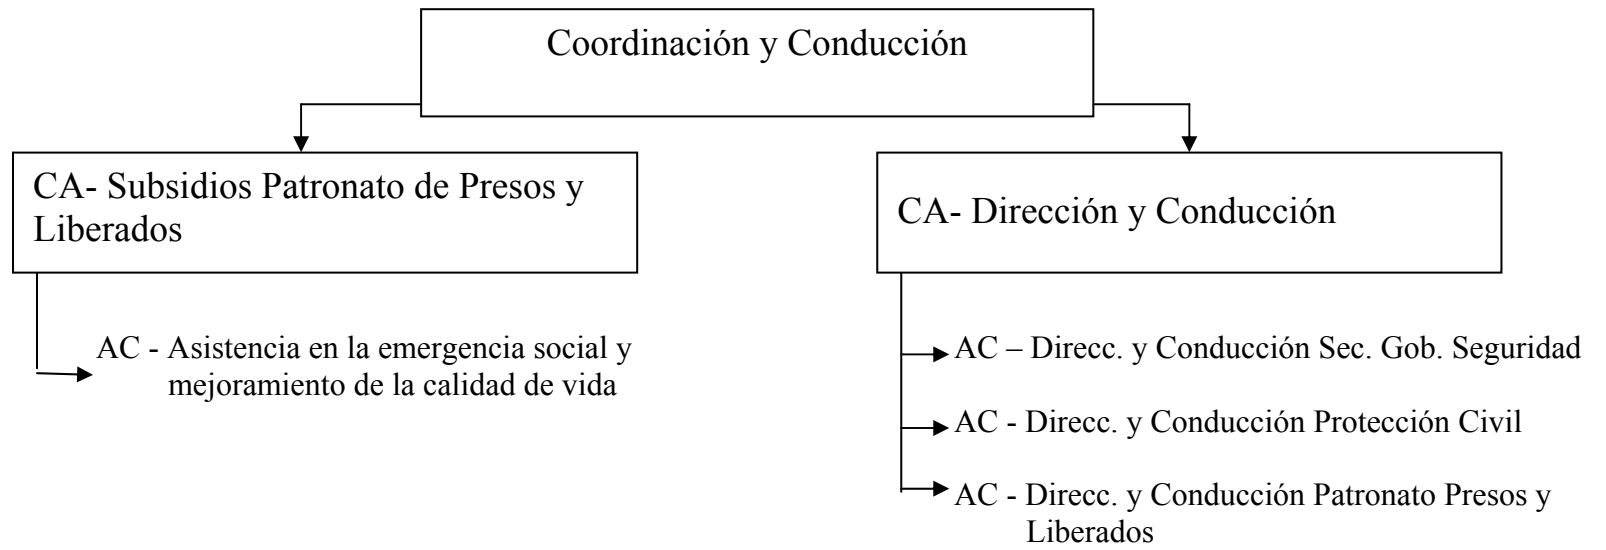 Coordinación y Conducción
CA- Subsidios Patronato de Presos y
Liberados
CA- Dirección y Conducción
AC - Asistencia en la emergencia social y
mejoramiento de la calidad de vida
AC – Direcc. y Conducción Sec. Gob. Seguridad
AC - Direcc. y Conducción Protección Civil
AC - Direcc. y Conducción Patronato Presos y
Liberados